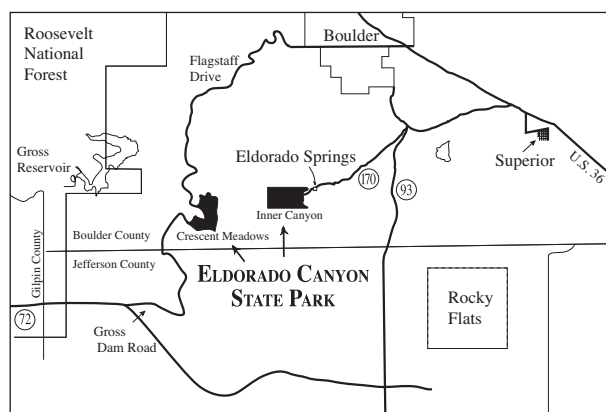 Roosevelt
National
Forest
Boulder
Flagstaff
Drive
Gross
Reservoir
Eldorado Springs
Superior
U.S. 36
170
93
Inner Canyon
Crescent Meadows
Boulder County
Jefferson County
Gilpin County
ELDORADO CANYON
STATE PARK
Rocky
Flats
72
Gross
Dam Road